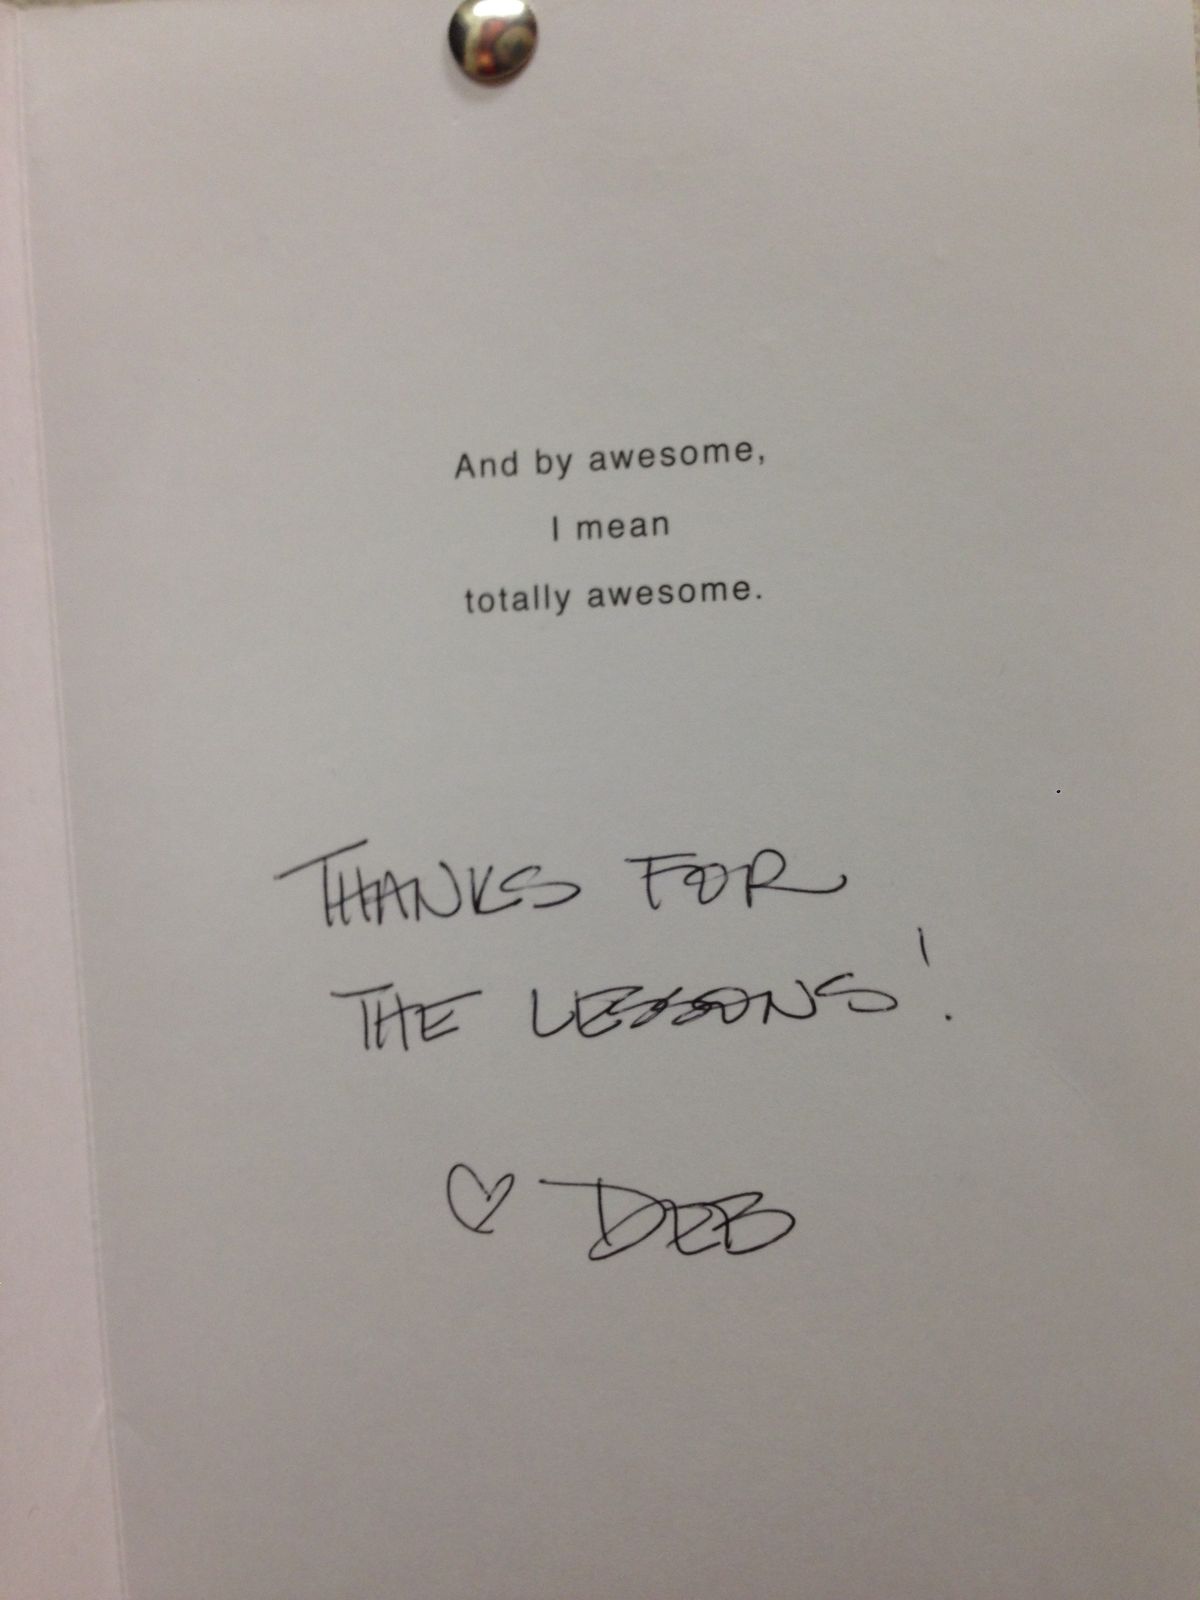 And by awesome,
I mean
totally awesome.
THANKS FOR
THE LESSONS!
♡ DEB